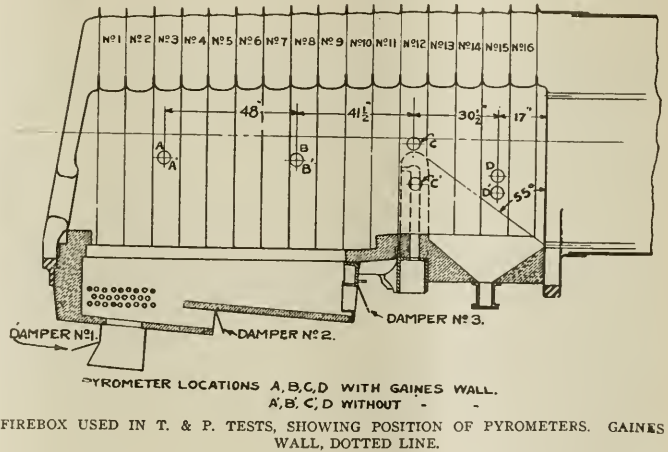 Nº1 Nº2 Nº3 Nº4 Nº5 Nº6 Nº7 Nº8 Nº9 Nº10 Nº11 Nº12 Nº13 Nº14 Nº15 Nº16
48" 41½" 30½" 17"
A
A'
B
B'
C
C'
D
D'
55°
DAMPER Nº1.
DAMPER Nº2.
DAMPER Nº3.
PYROMETER LOCATIONS A, B, C, D WITH GAINES WALL.
A', B', C', D WITHOUT - -
FIREBOX USED IN T. & P. TESTS, SHOWING POSITION OF PYROMETERS. GAINES
WALL, DOTTED LINE.